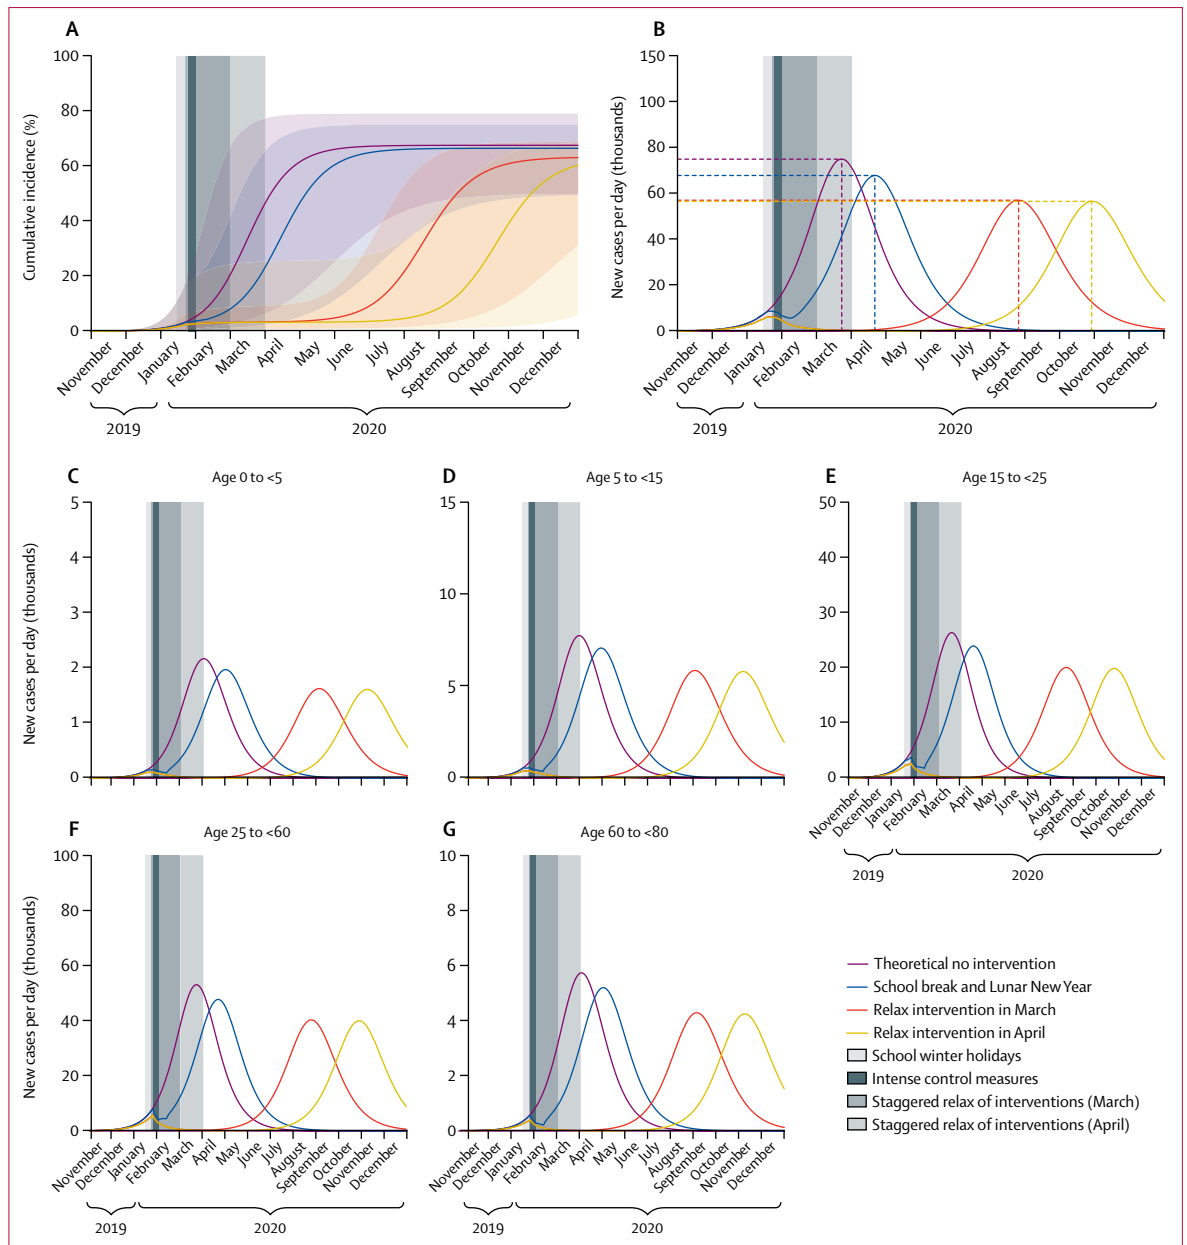 A
Cumulative incidence (%)
100
80
60
40
20
0
November
December
January
February
March
April
May
June
July
August
September
October
November
December
2019
2020
B
New cases per day (thousands)
150
100
80
60
40
20
0
November
December
January
February
March
April
May
June
July
August
September
October
November
December
2019
2020
C
Age 0 to <5
New cases per day (thousands)
5
4
3
2
1
0
D
Age 5 to <15
15
10
5
0
E
Age 15 to <25
50
40
30
20
10
0
November
December
January
February
March
April
May
June
July
August
September
October
November
December
2019
2020
F
Age 25 to <60
New cases per day (thousands)
100
80
60
40
20
0
November
December
January
February
March
April
May
June
July
August
September
October
November
December
2019
2020
G
Age 60 to <80
10
8
6
4
2
0
November
December
January
February
March
April
May
June
July
August
September
October
November
December
2019
2020
Theoretical no intervention
School break and Lunar New Year
Relax intervention in March
Relax intervention in April
School winter holidays
Intense control measures
Staggered relax of interventions (March)
Staggered relax of interventions (April)